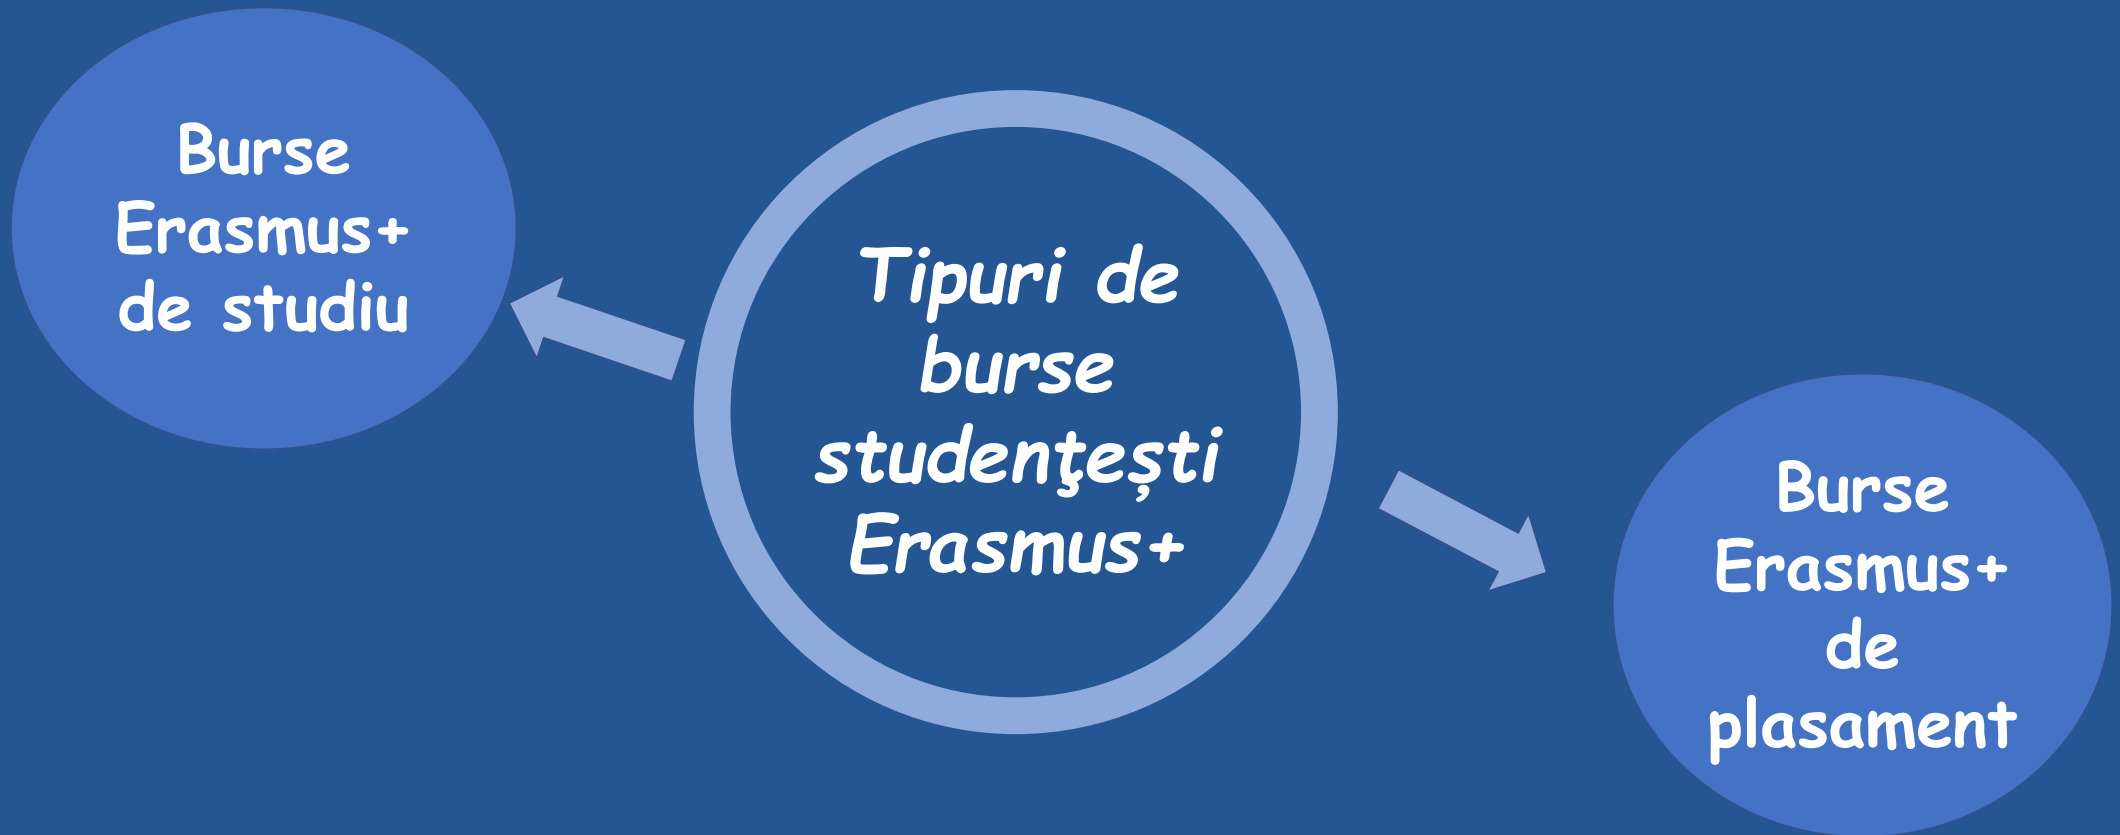 Burse
Erasmus+
de studiu
Tipuri de
burse
studenţești
Erasmus+
Burse
Erasmus+
de
plasament